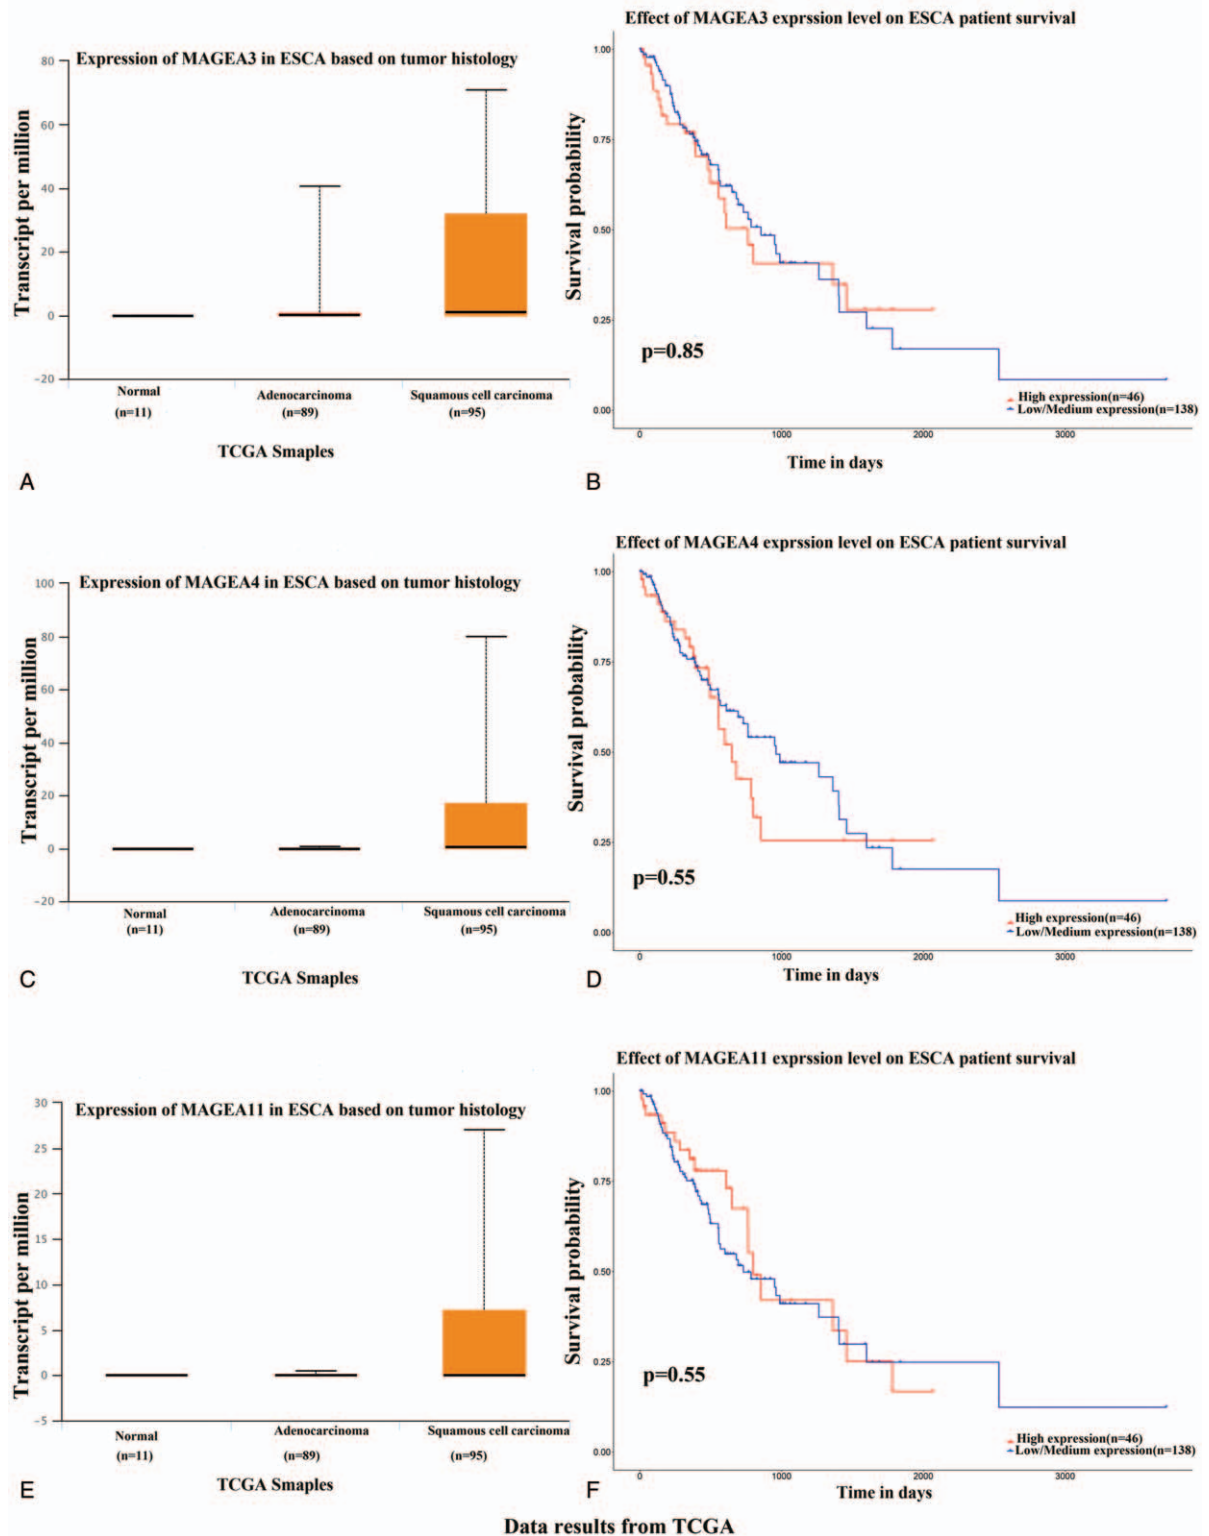 Expression of MAGEA3 in ESCA based on tumor histology
Transcript per million
80
60
40
20
0
−20
Normal
(n=11)
Adenocarcinoma
(n=89)
Squamous cell carcinoma
(n=95)
TCGA Smaples
A
Effect of MAGEA3 exprssion level on ESCA patient survival
Survival probability
1.00
0.75
0.50
0.25
0.00
p=0.85
High expression(n=46)
Low/Medium expression(n=138)
0
1000
2000
3000
Time in days
B
Expression of MAGEA4 in ESCA based on tumor histology
Transcript per million
100
80
60
40
20
0
−20
Normal
(n=11)
Adenocarcinoma
(n=89)
Squamous cell carcinoma
(n=95)
TCGA Smaples
C
Effect of MAGEA4 exprssion level on ESCA patient survival
Survival probability
1.00
0.75
0.50
0.25
0.00
p=0.55
High expression(n=46)
Low/Medium expression(n=138)
0
1000
2000
3000
Time in days
D
Expression of MAGEA11 in ESCA based on tumor histology
Transcript per million
30
25
20
15
10
5
0
−5
Normal
(n=11)
Adenocarcinoma
(n=89)
Squamous cell carcinoma
(n=95)
TCGA Smaples
E
Effect of MAGEA11 exprssion level on ESCA patient survival
Survival probability
1.00
0.75
0.50
0.25
0.00
p=0.55
High expression(n=46)
Low/Medium expression(n=138)
0
1000
2000
3000
Time in days
F
Data results from TCGA